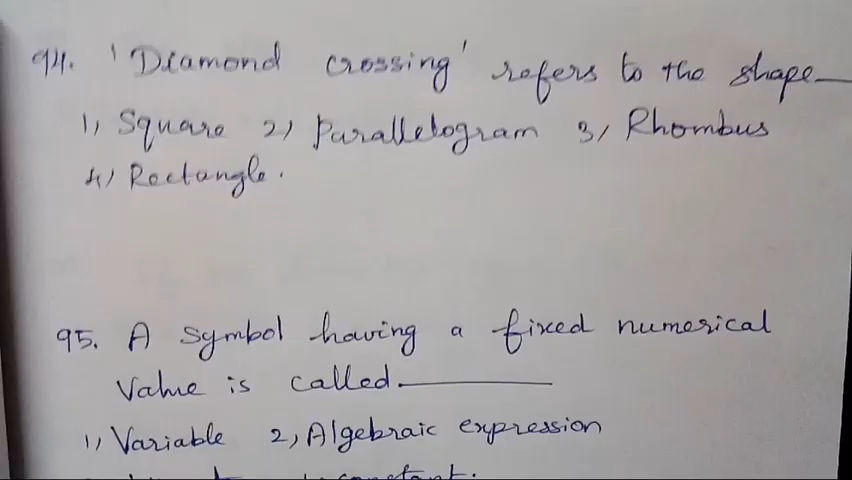 94. 'Diamond crossing' refers to the shape
1) Square 2) Parallelogram 3) Rhombus
4) Rectangle.
95. A symbol having a fixed numerical
Value is called.
1) Variable 2) Algebraic expression
constant.